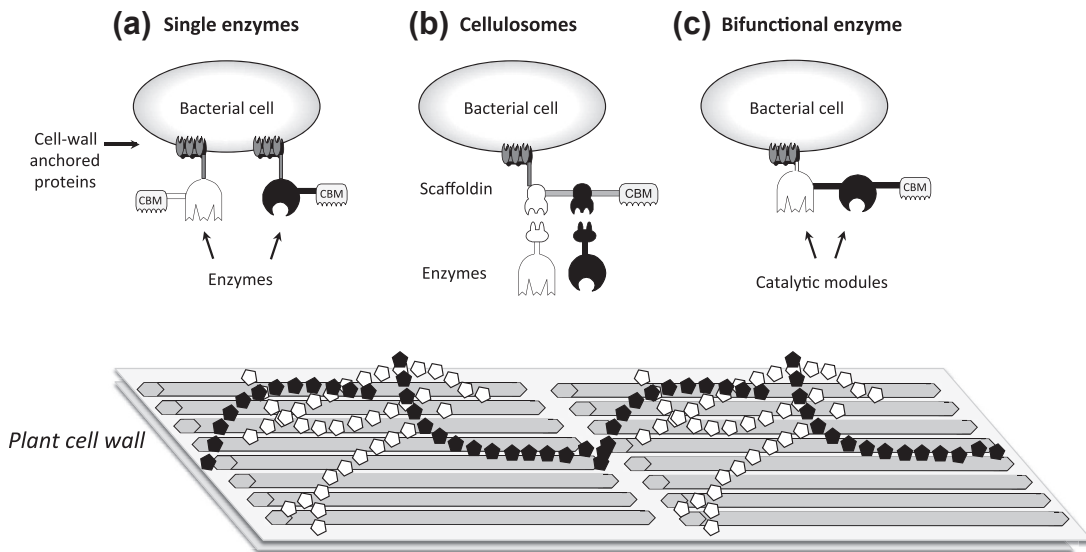 (a) Single enzymes
(b) Cellulosomes
(c) Bifunctional enzyme
Bacterial cell
Bacterial cell
Bacterial cell
Cell-wall
anchored
proteins
CBM
CBM
Enzymes
Scaffoldin
CBM
Enzymes
CBM
Catalytic modules
Plant cell wall